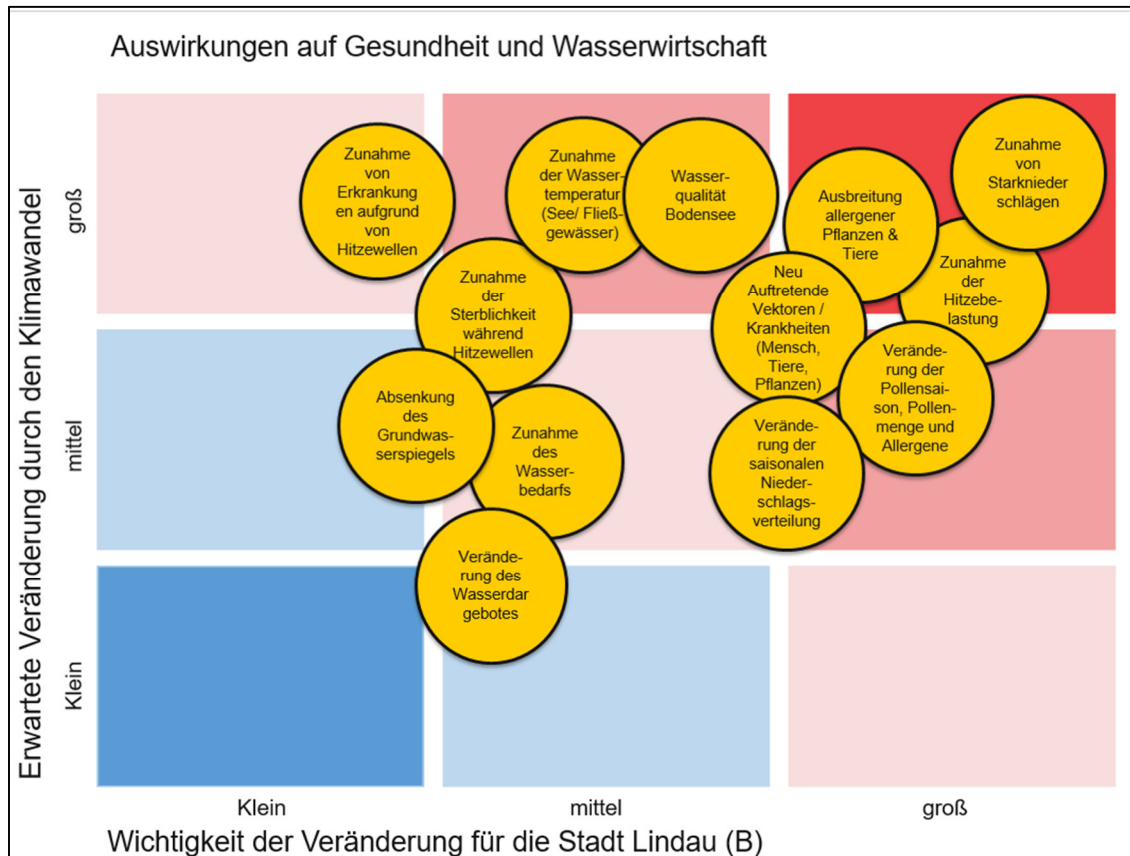 Auswirkungen auf Gesundheit und Wasserwirtschaft
Erwartete Veränderung durch den Klimawandel
groß
mittel
Klein
Zunahme
von
Erkrankung
en aufgrund
von
Hitzewellen
Zunahme
der Wasser-
temperatur
(See/ Fließ-
gewässer)
Wasser-
qualität
Bodensee
Ausbreitung
allergener
Pflanzen &
Tiere
Zunahme
von
Starknieder
schlägen
Zunahme
der
Sterblichkeit
während
Hitzewellen
Neu
Auftretende
Vektoren /
Krankheiten
(Mensch,
Tiere,
Pflanzen)
Zunahme
der
Hitzebe-
lastung
Absenkung
des
Grundwas-
serspiegels
Zunahme
des
Wasser-
bedarfs
Verände-
rung der
saisonalen
Nieder-
schlags-
verteilung
Verände-
rung der
Pollensai-
son, Pollen-
menge und
Allergene
Verände-
rung des
Wasserdar
gebotes
Klein
mittel
groß
Wichtigkeit der Veränderung für die Stadt Lindau (B)